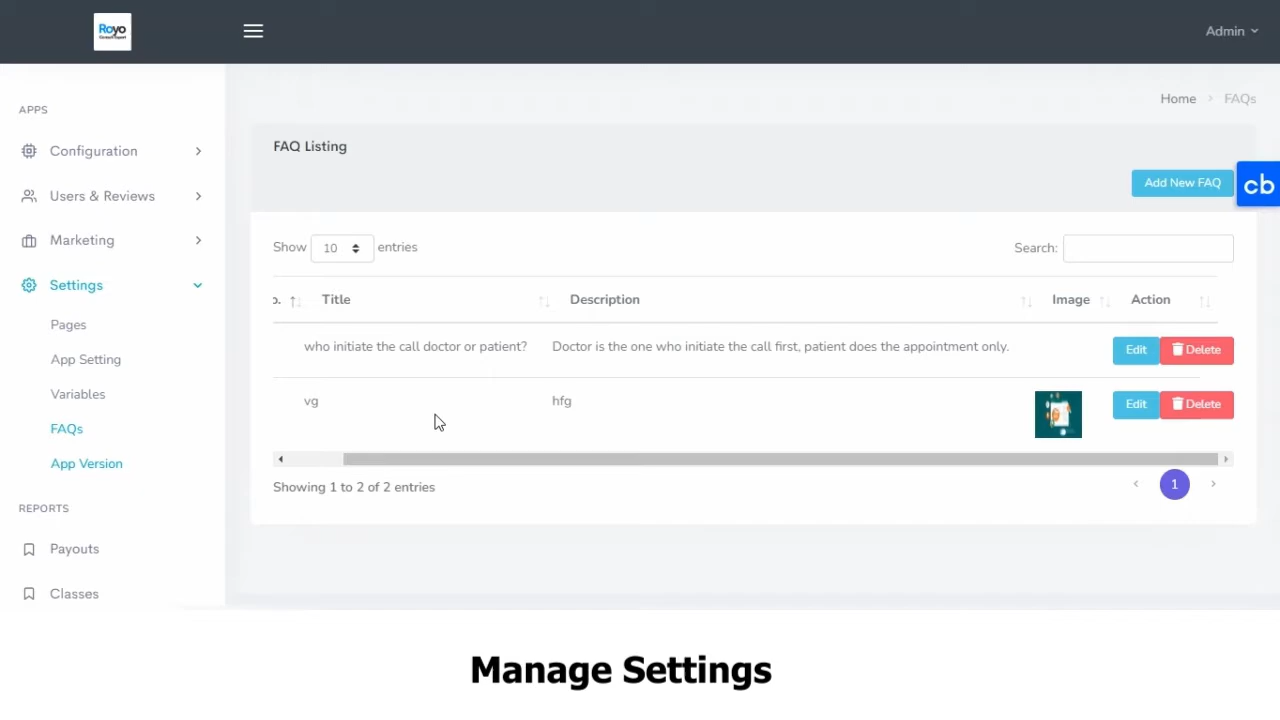 Royo
Admin
APPS
Home > FAQs
Configuration
FAQ Listing
Users & Reviews
Add New FAQ
cb
Marketing
Show 10 entries
Search:
Settings
o. Title Description Image Action
Pages
who initiate the call doctor or patient? Doctor is the one who initiate the call first, patient does the appointment only. Edit Delete
App Setting
Variables
vg hfg Edit Delete
FAQs
App Version
Showing 1 to 2 of 2 entries
1
REPORTS
Payouts
Classes
Manage Settings